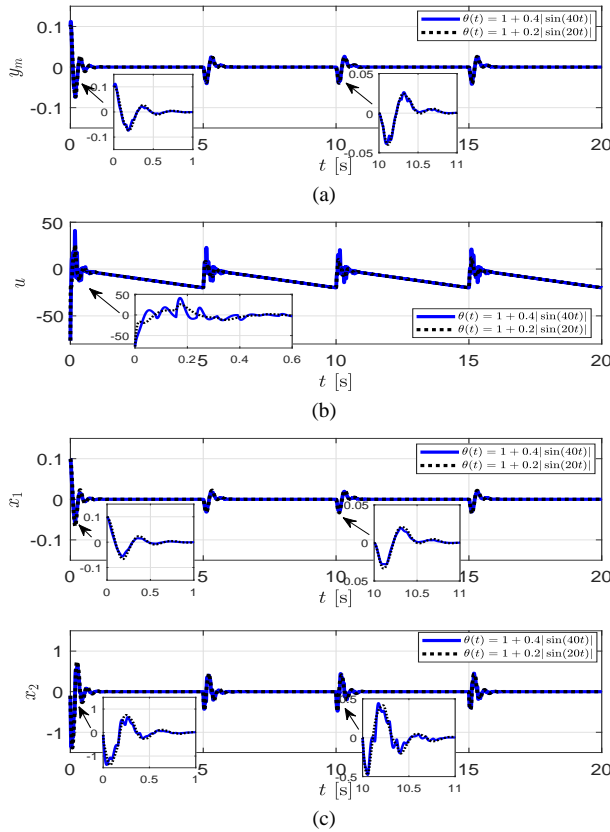 0.1
0
-0.1
y_m
θ(t) = 1 + 0.4| sin(40t)|
θ(t) = 1 + 0.2| sin(20t)|
0.1
0
-0.1
0 0.5 1
0.05
0
-0.05
10 10.5 11
0 5 10 15 20
t [s]
(a)
50
0
-50
u
θ(t) = 1 + 0.4| sin(40t)|
θ(t) = 1 + 0.2| sin(20t)|
50
0
-50
0 0.2 0.4 0.6
0 5 10 15 20
t [s]
(b)
0.1
0
-0.1
x_1
θ(t) = 1 + 0.4| sin(40t)|
θ(t) = 1 + 0.2| sin(20t)|
0.1
0
-0.1
0 0.5 1
0.05
0
0.05
10 10.5 11
0 5 10 15 20
t [s]
1
0
-1
x_2
θ(t) = 1 + 0.4| sin(40t)|
θ(t) = 1 + 0.2| sin(20t)|
1
0
-1
0 0.5 1
0.5
0
-0.5
10 10.5 11
0 5 10 15 20
t [s]
(c)